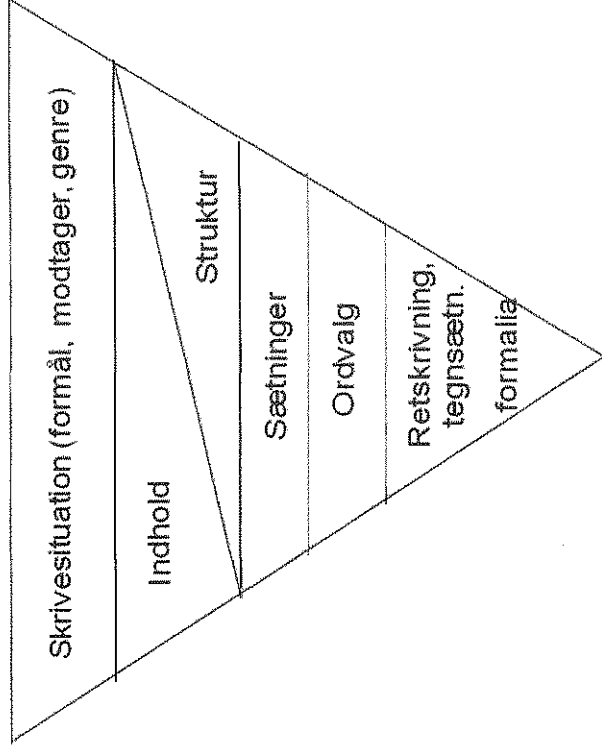 Skrivesituation (formål, modtager, genre)
Indhold
Struktur
Sætninger
Ordvalg
Retskrivning,
tegnsætn.
formalia